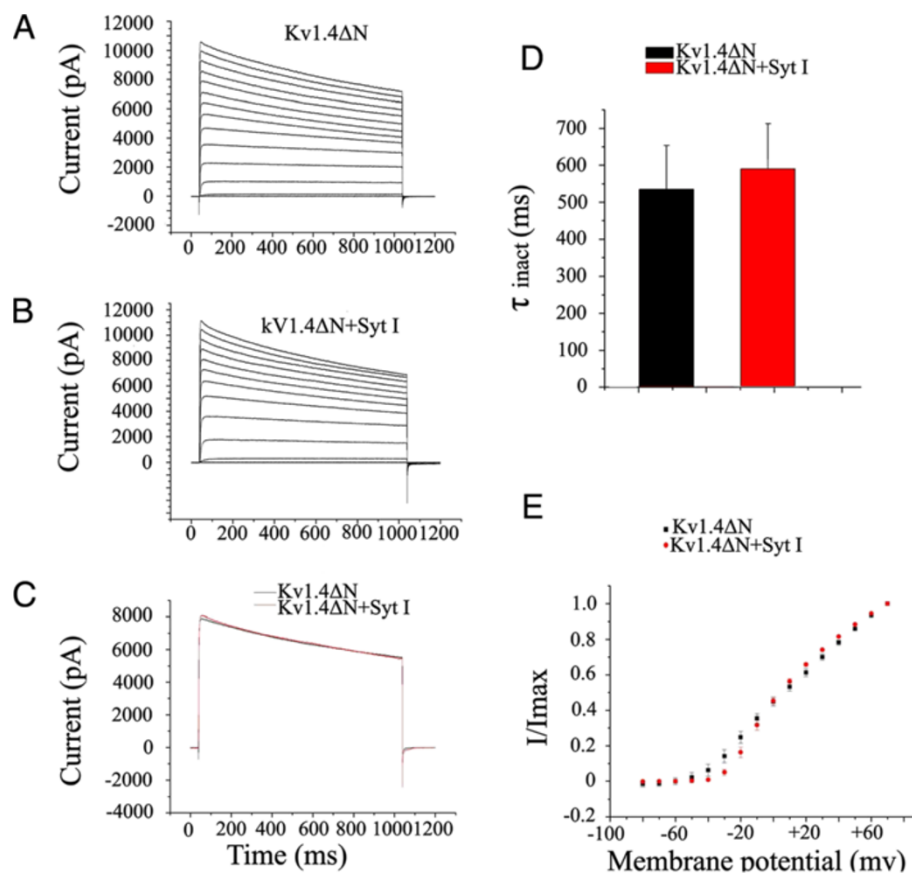 A
Kv1.4ΔN
12000
10000
8000
6000
4000
2000
0
-2000
Current (pA)
0 200 400 600 800 1000 1200
B
kV1.4ΔN+Syt I
12000
10000
8000
6000
4000
2000
0
Current (pA)
0 200 400 600 800 1000 1200
C
Kv1.4ΔN
Kv1.4ΔN+Syt I
8000
6000
4000
2000
0
-2000
-4000
Current (pA)
0 200 400 600 800 1000 1200
Time (ms)
D
Kv1.4ΔN
Kv1.4ΔN+Syt I
700
600
500
400
300
200
100
0
τ inact (ms)
E
Kv1.4ΔN
Kv1.4ΔN+Syt I
1.0
0.8
0.6
0.4
0.2
0
-0.2
I/Imax
-100 -60 -20 +20 +60
Membrane potential (mv)